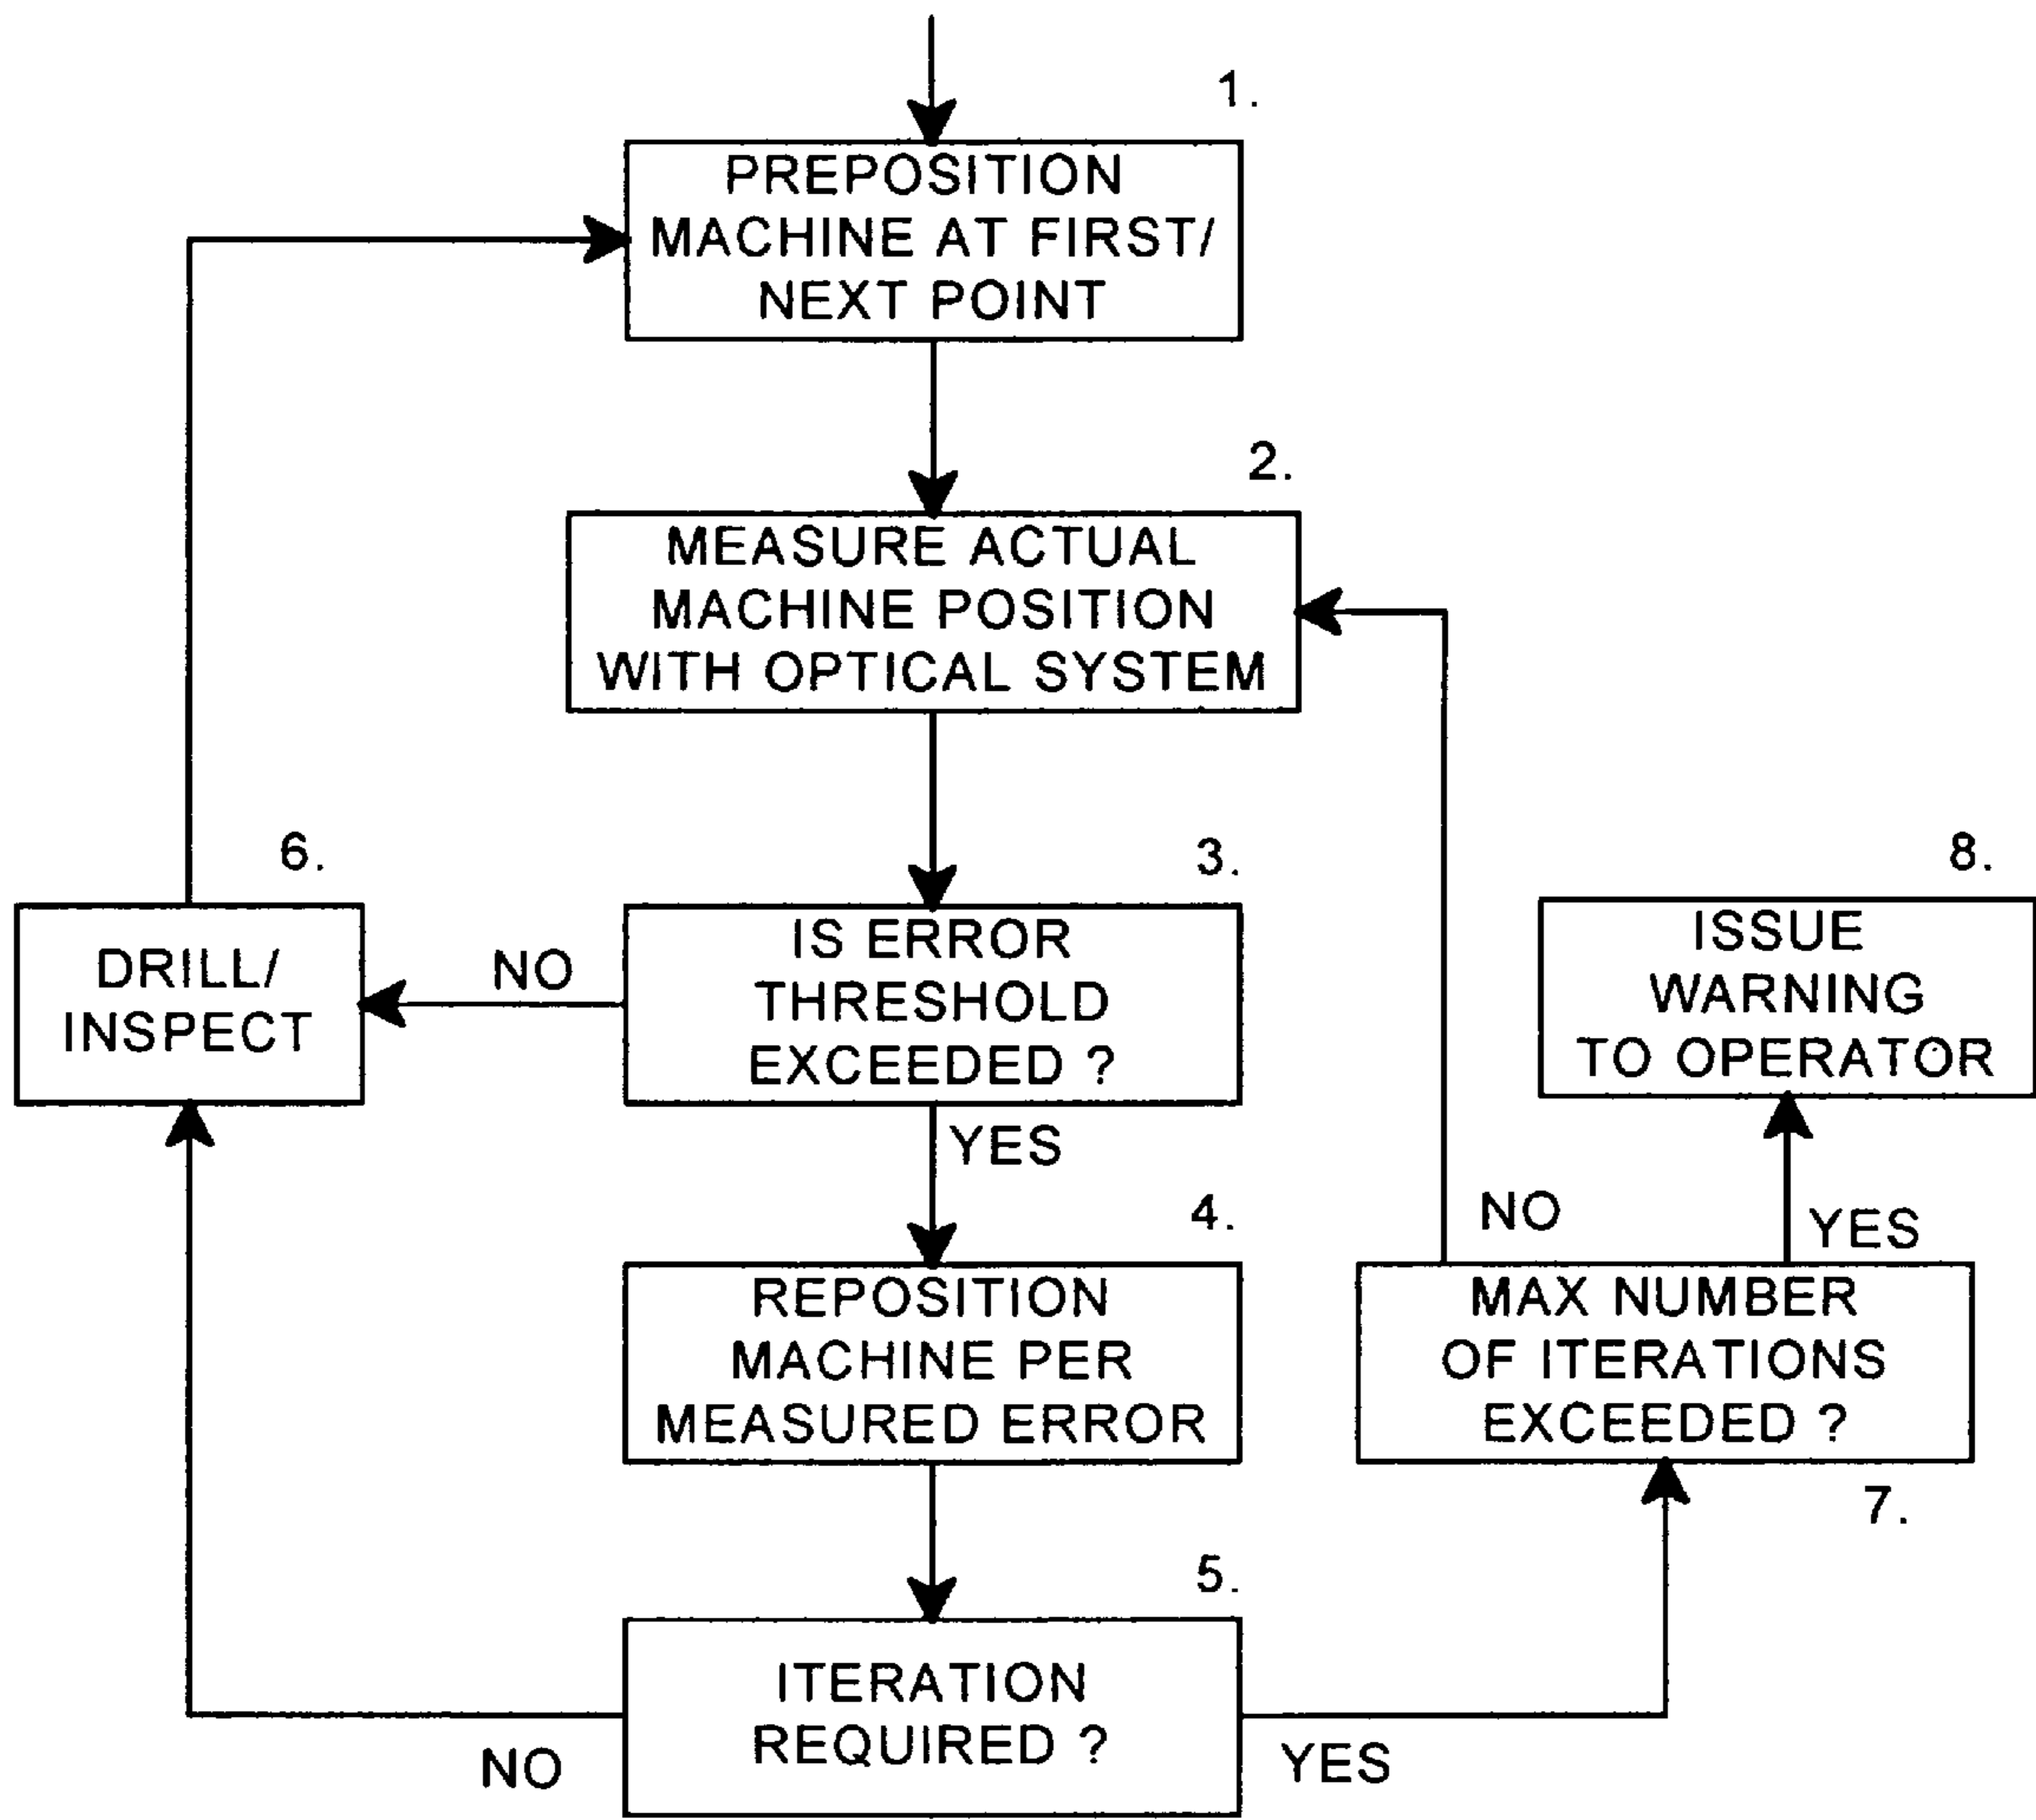 1.
PREPOSITION
MACHINE AT FIRST/
NEXT POINT
2.
MEASURE ACTUAL
MACHINE POSITION
WITH OPTICAL SYSTEM
3.
IS ERROR
THRESHOLD
EXCEEDED ?
NO
YES
6.
DRILL/
INSPECT
4.
REPOSITION
MACHINE PER
MEASURED ERROR
5.
ITERATION
REQUIRED ?
NO
YES
7.
MAX NUMBER
OF ITERATIONS
EXCEEDED ?
NO
YES
8.
ISSUE
WARNING
TO OPERATOR